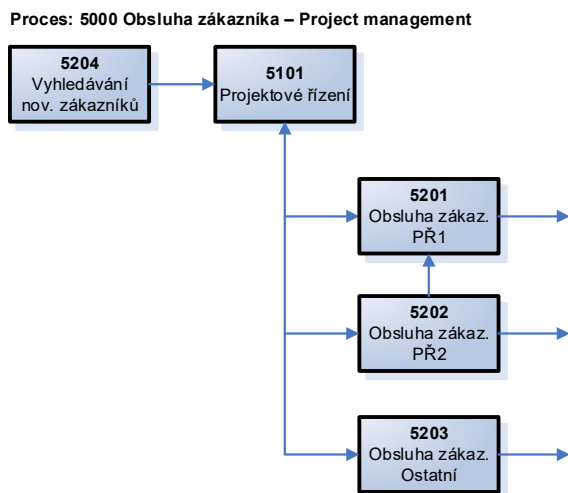 Proces: 5000 Obsluha zákazníka – Project management
5204
Vyhledávání
nov. zákazníků
5101
Projektové řízení
5201
Obsluha zákaz.
PŘ1
5202
Obsluha zákaz.
PŘ2
5203
Obsluha zákaz.
Ostatní